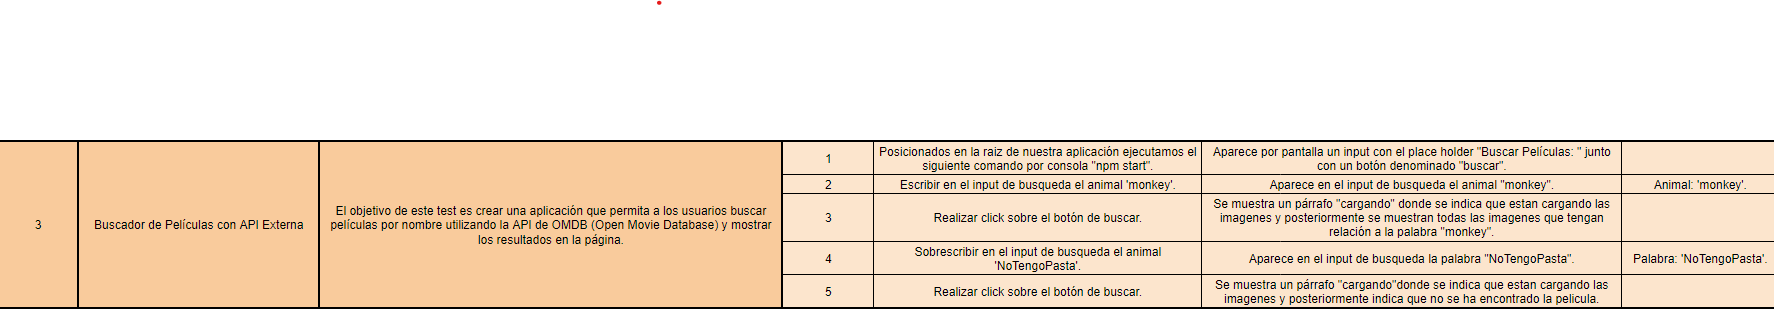 3
Buscador de Películas con API Externa
El objetivo de este test es crear una aplicación que permita a los usuarios buscar
películas por nombre utilizando la API de OMDB (Open Movie Database) y mostrar
los resultados en la página.
1
Posicionados en la raiz de nuestra aplicación ejecutamos el
siguiente comando por consola "npm start".
Aparece por pantalla un input con el place holder "Buscar Películas: " junto
con un botón denominado "buscar".
2
Escribir en el input de busqueda el animal 'monkey'.
Aparece en el input de busqueda el animal "monkey".
Animal: 'monkey'.
3
Realizar click sobre el botón de buscar.
Se muestra un párrafo "cargando" donde se indica que estan cargando las
imagenes y posteriormente se muestran todas las imagenes que tengan
relación a la palabra "monkey".
4
Sobrescribir en el input de busqueda el animal
'NoTengoPasta'.
Aparece en el input de busqueda la palabra "NoTengoPasta".
Palabra: 'NoTengoPasta'.
5
Realizar click sobre el botón de buscar.
Se muestra un párrafo "cargando"donde se indica que estan cargando las
imagenes y posteriormente indica que no se ha encontrado la pelicula.